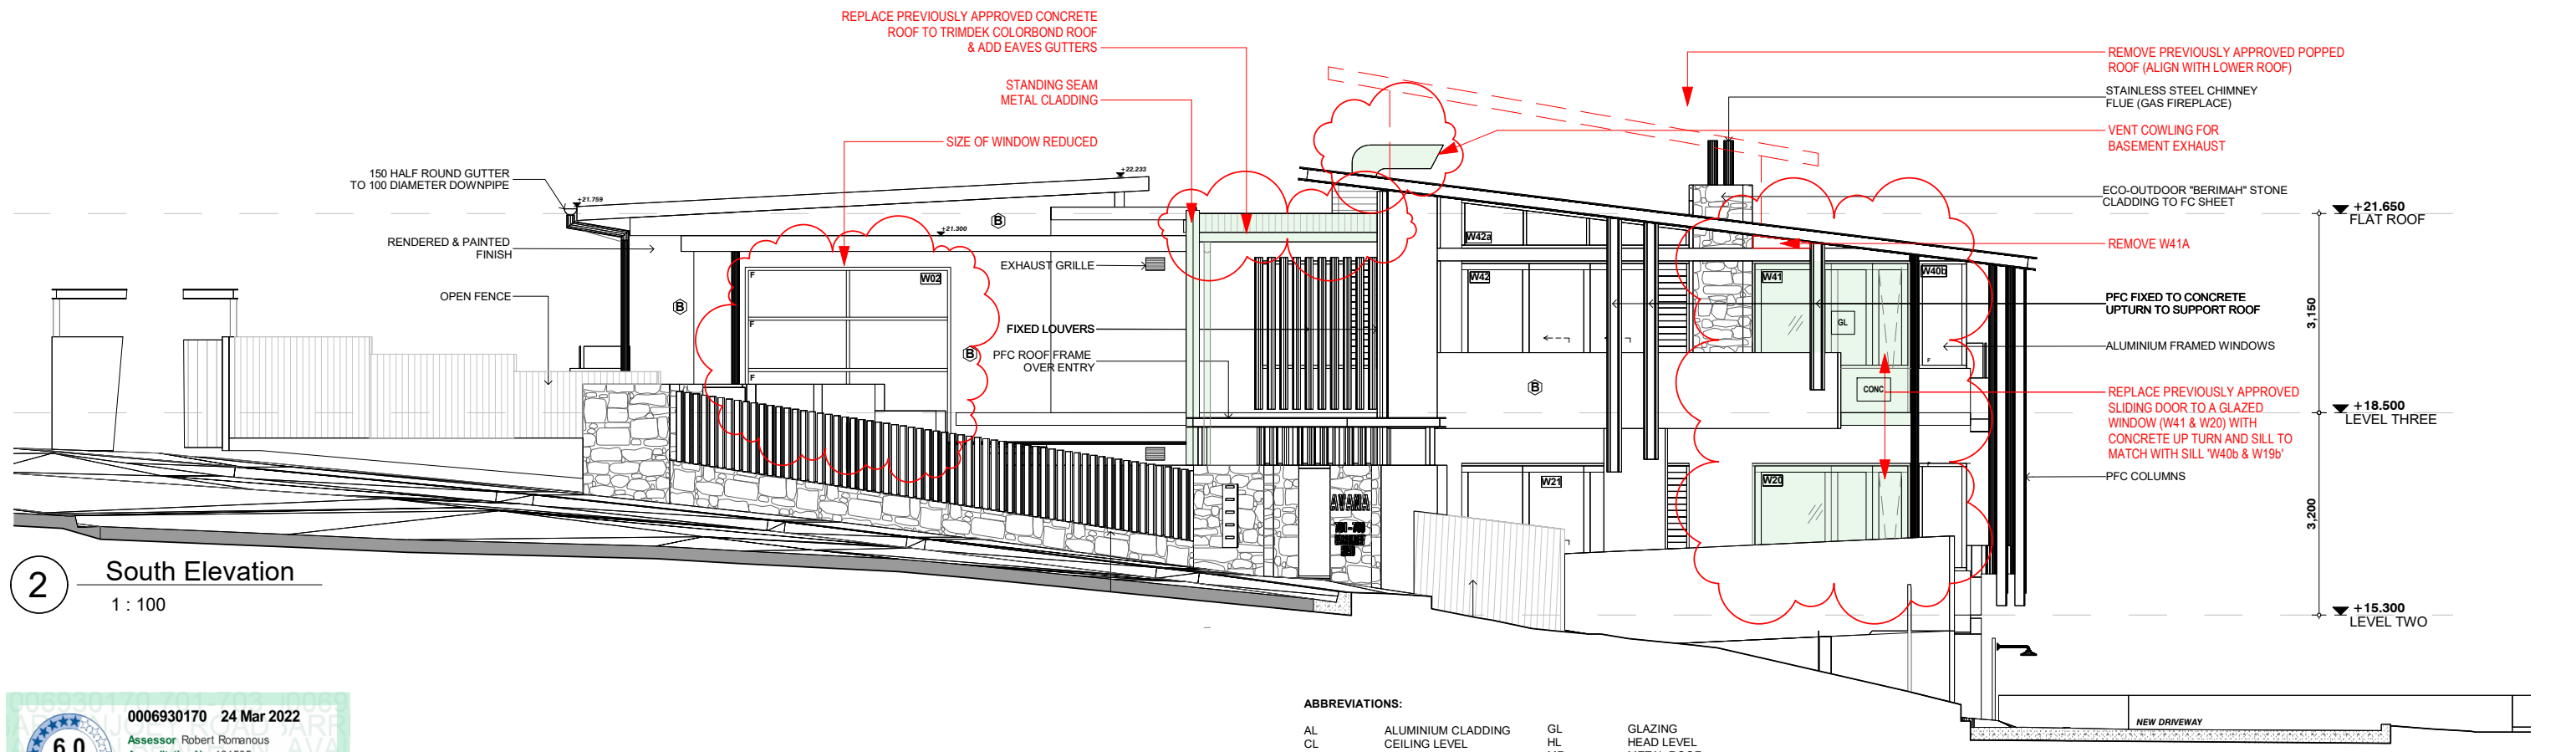 REPLACE PREVIOUSLY APPROVED CONCRETE
ROOF TO TRIMDEK COLORBOND ROOF
& ADD EAVES GUTTERS
STANDING SEAM
METAL CLADDING
SIZE OF WINDOW REDUCED
150 HALF ROUND GUTTER
TO 100 DIAMETER DOWNPIPE
+21.759
+22.233
+21.300
RENDERED & PAINTED
FINISH
OPEN FENCE
EXHAUST GRILLE
FIXED LOUVERS
PFC ROOF FRAME
OVER ENTRY
B
B
B
B
F
F
F
W02
W42a
W42
W41
W40b
GL
CONC
F
W21
W20
AVAMA
REMOVE PREVIOUSLY APPROVED POPPED
ROOF (ALIGN WITH LOWER ROOF)
STAINLESS STEEL CHIMNEY
FLUE (GAS FIREPLACE)
VENT COWLING FOR
BASEMENT EXHAUST
ECO-OUTDOOR "BERIMAH" STONE
CLADDING TO FC SHEET
REMOVE W41A
PFC FIXED TO CONCRETE
UPTURN TO SUPPORT ROOF
ALUMINIUM FRAMED WINDOWS
REPLACE PREVIOUSLY APPROVED
SLIDING DOOR TO A GLAZED
WINDOW (W41 & W20) WITH
CONCRETE UP TURN AND SILL TO
MATCH WITH SILL 'W40b & W19b'
PFC COLUMNS
+21.650
FLAT ROOF
3,150
+18.500
LEVEL THREE
3,200
+15.300
LEVEL TWO
2
South Elevation
1 : 100
0006930170 24 Mar 2022
Assessor Robert Romanous
6.0
ABBREVIATIONS:
AL ALUMINIUM CLADDING
CL CEILING LEVEL
GL GLAZING
HL HEAD LEVEL
NEW DRIVEWAY